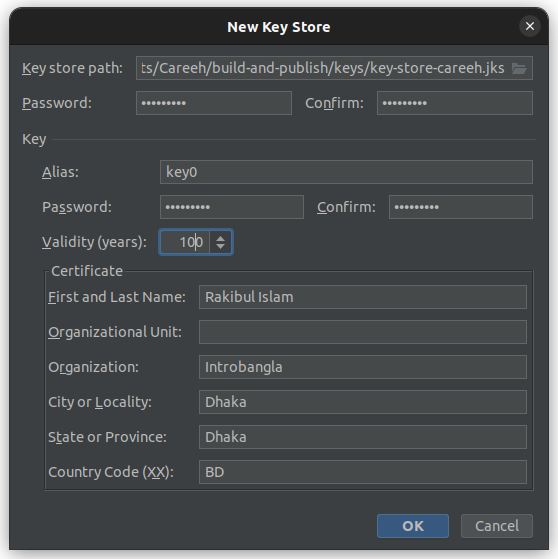 New Key Store
Key store path: ts/Careeh/build-and-publish/keys/key-store-careeh.jks
Password: ••••••••• Confirm: •••••••••
Key
Alias: key0
Password: ••••••••• Confirm: •••••••••
Validity (years): 100
Certificate
First and Last Name: Rakibul Islam
Organizational Unit:
Organization: Introbangla
City or Locality: Dhaka
State or Province: Dhaka
Country Code (XX): BD
OK Cancel